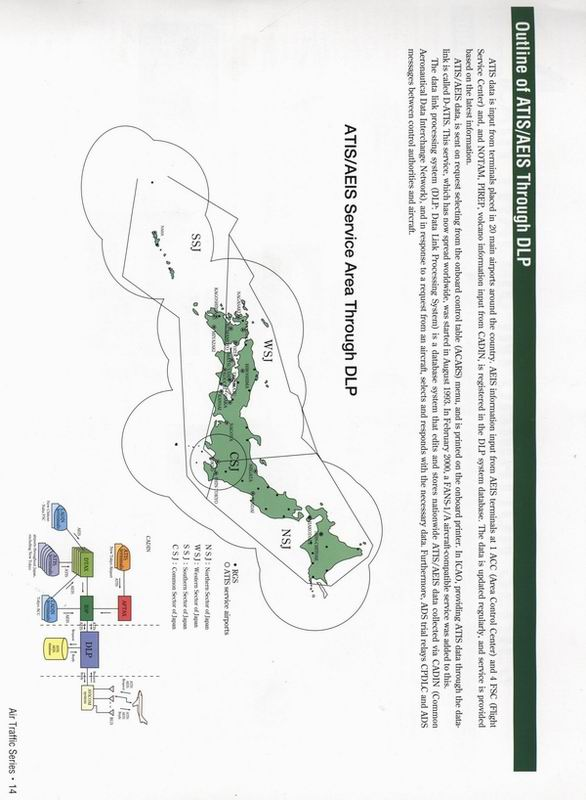 Outline of ATIS/AEIS Through DLP
ATIS data is input from terminals placed in 20 main airports around the country. AEIS information input from AEIS terminals at 1 ACC (Area Control Center) and 4 FSC (Flight
Service Center) and, and NOTAM, PIREP, volcano information input from CADIN, is registered in the DLP system database. The data is updated regularly, and service is provided
based on the latest information.
ATIS/AEIS data, is sent on request selecting from the onboard control table (ACARS) menu, and is printed on the onboard printer. In ICAO, providing ATIS data through the data-
link is called D-ATIS. This service, which has now spread worldwide, was started in August 1993. In February 2000, a FANS-1/A aircraft-compatible service was added to this.
The data link processing system (DLP: Data Link Processing System) is a database system that edits and stores nationwide ATIS/AEIS data collected via CADIN (Common
Aeronautical Data Interchange Network), and in response to a request from an aircraft, selects and responds with the necessary data. Furthermore, ADS trial relays CPDLC and ADS
messages between control authorities and aircraft.
ATIS/AEIS Service Area Through DLP
SSJ
WSJ
CSJ
NSJ
• RGS
O ATIS service airports
NSJ : Northern Sector of Japan
WSJ : Western Sector of Japan
SSJ : Southern Sector of Japan
CSJ : Common Sector of Japan
CADIN
DLP
Air Traffic Series • 14